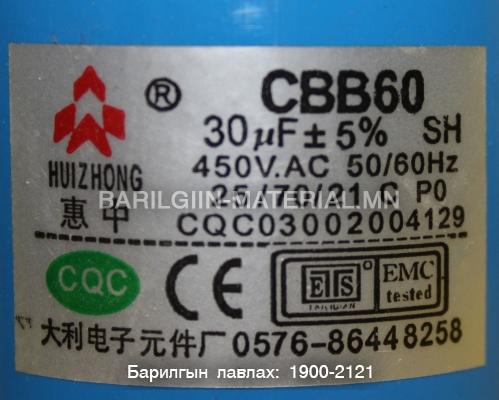 CBB60
®
30μF±5% SH
450V.AC 50/60Hz
HUIZHONG
BARILGIIN-MATERIAL.MN
25/70/21 C P0
惠中
CQC03002004129
CQC
CE
ETS
EMC
tested
大利电子元件厂 0576-86448258
Барилгын лавлах: 1900-2121